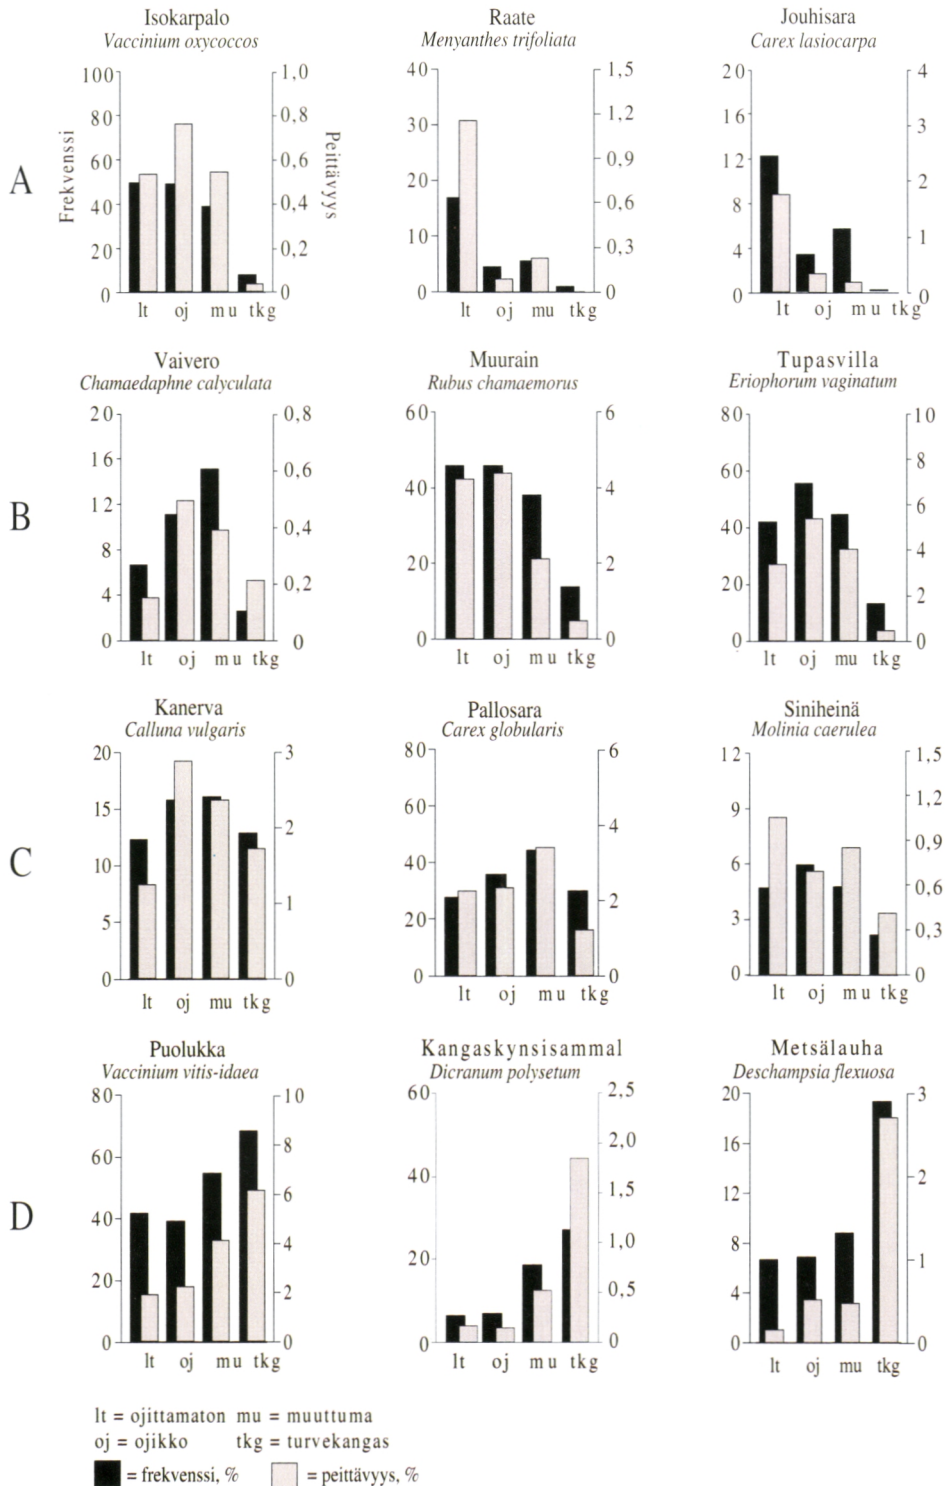 Isokarpalo Raate Jouhisara
Vaccinium oxycoccos Menyanthes trifoliata Carex lasiocarpa
A
Frekvenssi
Peittävyys
100 80 60 40 20 0
1,0 0,8 0,6 0,4 0,2 0
lt oj mu tkg
40 30 20 10 0
1,5 1,2 0,9 0,6 0,3 0
lt oj mu tkg
20 16 12 8 4 0
4 3 2 1 0
lt oj mu tkg
Vaivero Muurain Tupasvilla
Chamaedaphne calyculata Rubus chamaemorus Eriophorum vaginatum
B
20 16 12 8 4 0
0,8 0,6 0,4 0,2 0
lt oj mu tkg
60 40 20 0
6 4 2 0
lt oj mu tkg
80 60 40 20 0
10 8 6 4 2 0
lt oj mu tkg
Kanerva Pallosara Siniheinä
Calluna vulgaris Carex globularis Molinia caerulea
C
20 15 10 5 0
3 2 1 0
lt oj mu tkg
80 60 40 20 0
6 4 2 0
lt oj mu tkg
12 9 6 3 0
1,5 1,2 0,9 0,6 0,3 0
lt oj mu tkg
Puolukka Kangaskynsisammal Metsälauha
Vaccinium vitis-idaea Dicranum polysetum Deschampsia flexuosa
D
80 60 40 20 0
10 8 6 4 2 0
lt oj mu tkg
60 40 20 0
2,5 2,0 1,5 1,0 0,5 0
lt oj mu tkg
20 16 12 8 4 0
3 2 1 0
lt oj mu tkg
lt = ojittamaton mu = muuttuma
oj = ojikko tkg = turvekangas
= frekvenssi, % = peittävyys, %